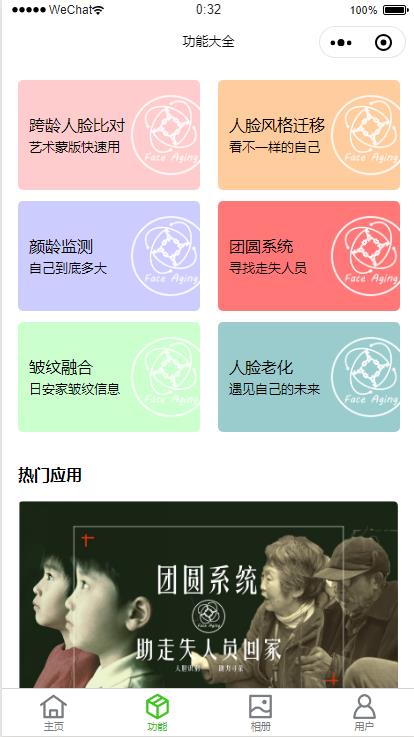 WeChat
0:32
100%
功能大全
跨龄人脸比对
艺术蒙版快速用
Face Aging
人脸风格迁移
看不一样的自己
Face Aging
颜龄监测
自己到底多大
Face Aging
团圆系统
寻找走失人员
Face Aging
皱纹融合
日安家皱纹信息
Face Aging
人脸老化
遇见自己的未来
Face Aging
热门应用
团圆系统
助走失人员回家
人脸识别
主页
功能
相册
用户